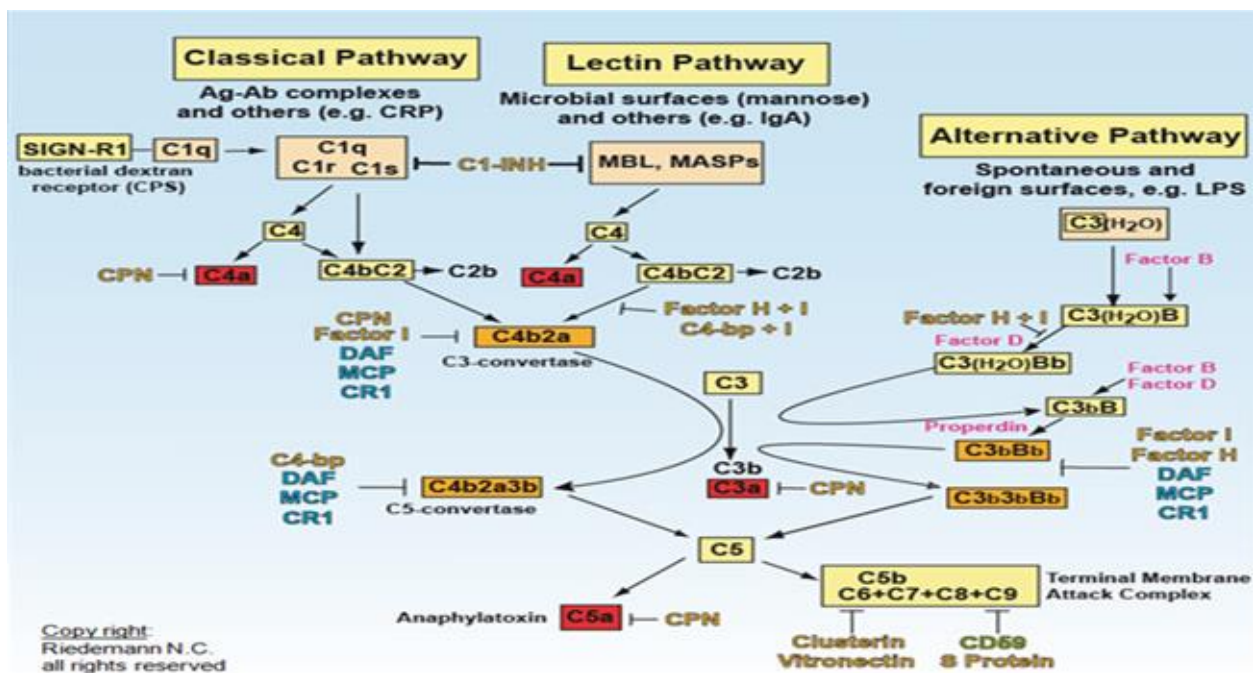 Classical Pathway
Ag-Ab complexes
and others (e.g. CRP)
SIGN-R1
C1q
bacterial dextran
receptor (CPS)
C1q
C1r C1s
C1-INH
Lectin Pathway
Microbial surfaces (mannose)
and others (e.g. IgA)
MBL, MASPs
Alternative Pathway
Spontaneous and
foreign surfaces, e.g. LPS
C3(H2O)
Factor B
C3(H2O)B
Factor H + I
Factor D
C3(H2O)Bb
Factor B
Factor D
C3bB
Properdin
C3bBb
Factor I
Factor H
DAF
MCP
CR1
C3b3bBb
C4
CPN
C4a
C4bC2
C2b
C4
C4a
C4bC2
C2b
Factor H + I
C4-bp + I
CPN
Factor I
DAF
MCP
CR1
C4b2a
C3-convertase
C3
C3b
C3a
CPN
C4-bp
DAF
MCP
CR1
C4b2a3b
C5-convertase
C5
Anaphylatoxin
C5a
CPN
C5b
C6+C7+C8+C9
Terminal Membrane
Attack Complex
Clusterin
Vitronectin
CD59
S Protein
Copy right:
Riedemann N.C.
all rights reserved